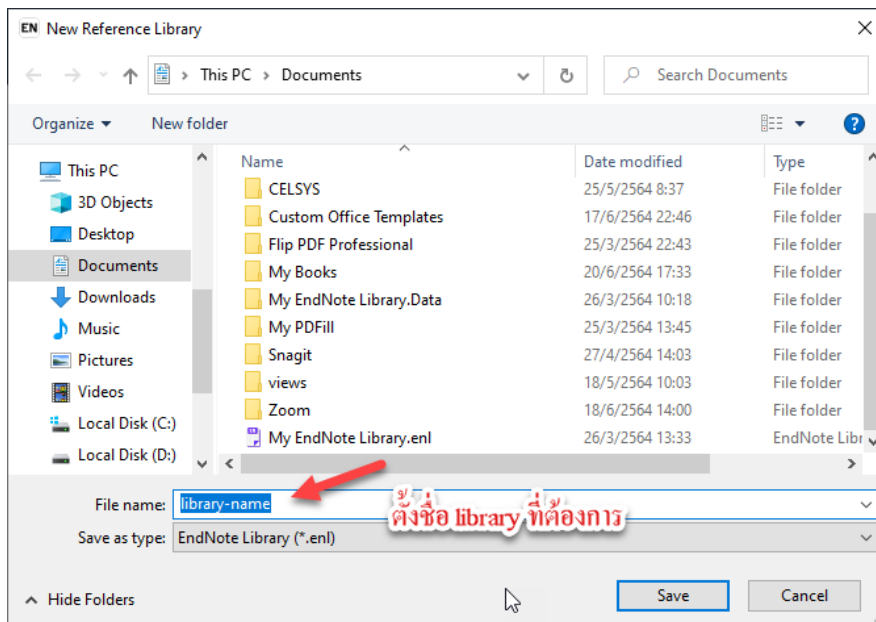 EN New Reference Library
This PC > Documents
Search Documents
Organize
New folder
?
Name
Date modified
Type
This PC
3D Objects
Desktop
Documents
Downloads
Music
Pictures
Videos
Local Disk (C:)
Local Disk (D:)
CELSYS 25/5/2564 8:37 File folder
Custom Office Templates 17/6/2564 22:46 File folder
Flip PDF Professional 25/3/2564 22:43 File folder
My Books 20/6/2564 17:33 File folder
My EndNote Library.Data 26/3/2564 10:18 File folder
My PDFill 25/3/2564 13:45 File folder
Snagit 27/4/2564 14:03 File folder
views 18/5/2564 10:03 File folder
Zoom 18/6/2564 14:00 File folder
My EndNote Library.enl 26/3/2564 13:33 EndNote Libr
File name: library-name
ตั้งชื่อ library ที่ต้องการ
Save as type: EndNote Library (*.enl)
Hide Folders
Save
Cancel